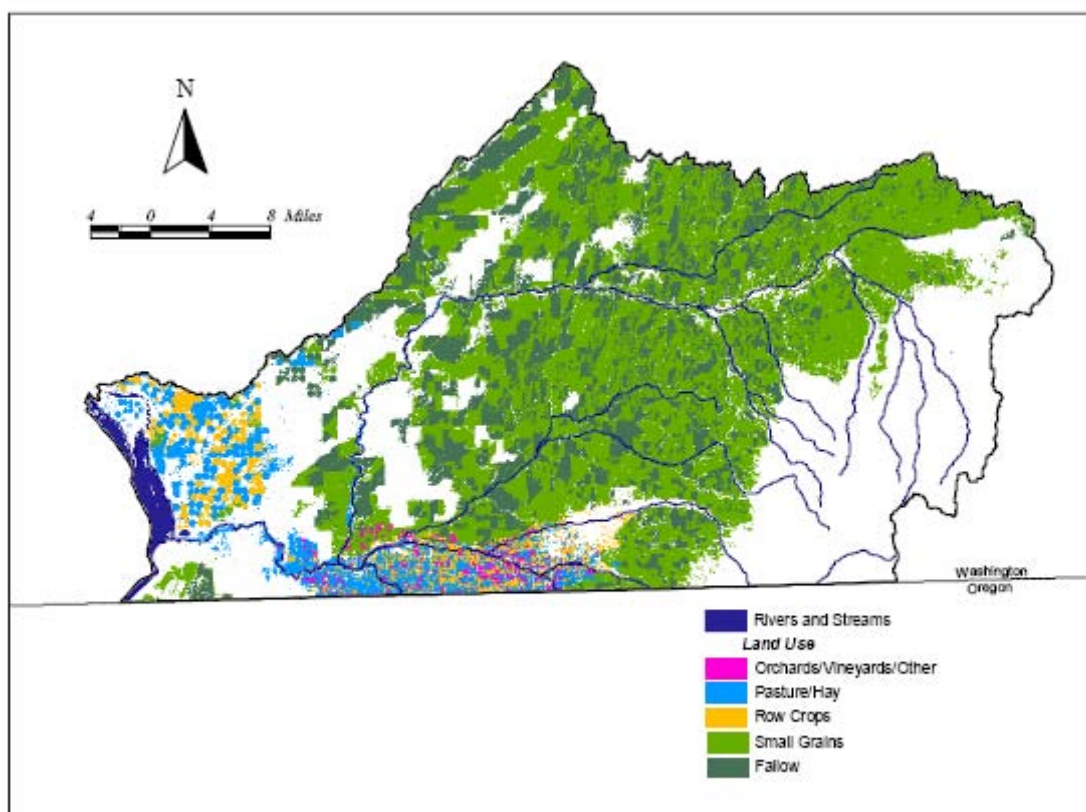 N
4 0 4 8 Miles
Washington
Oregon
Rivers and Streams
Land Use
Orchards/Vineyards/Other
Pasture/Hay
Row Crops
Small Grains
Fallow